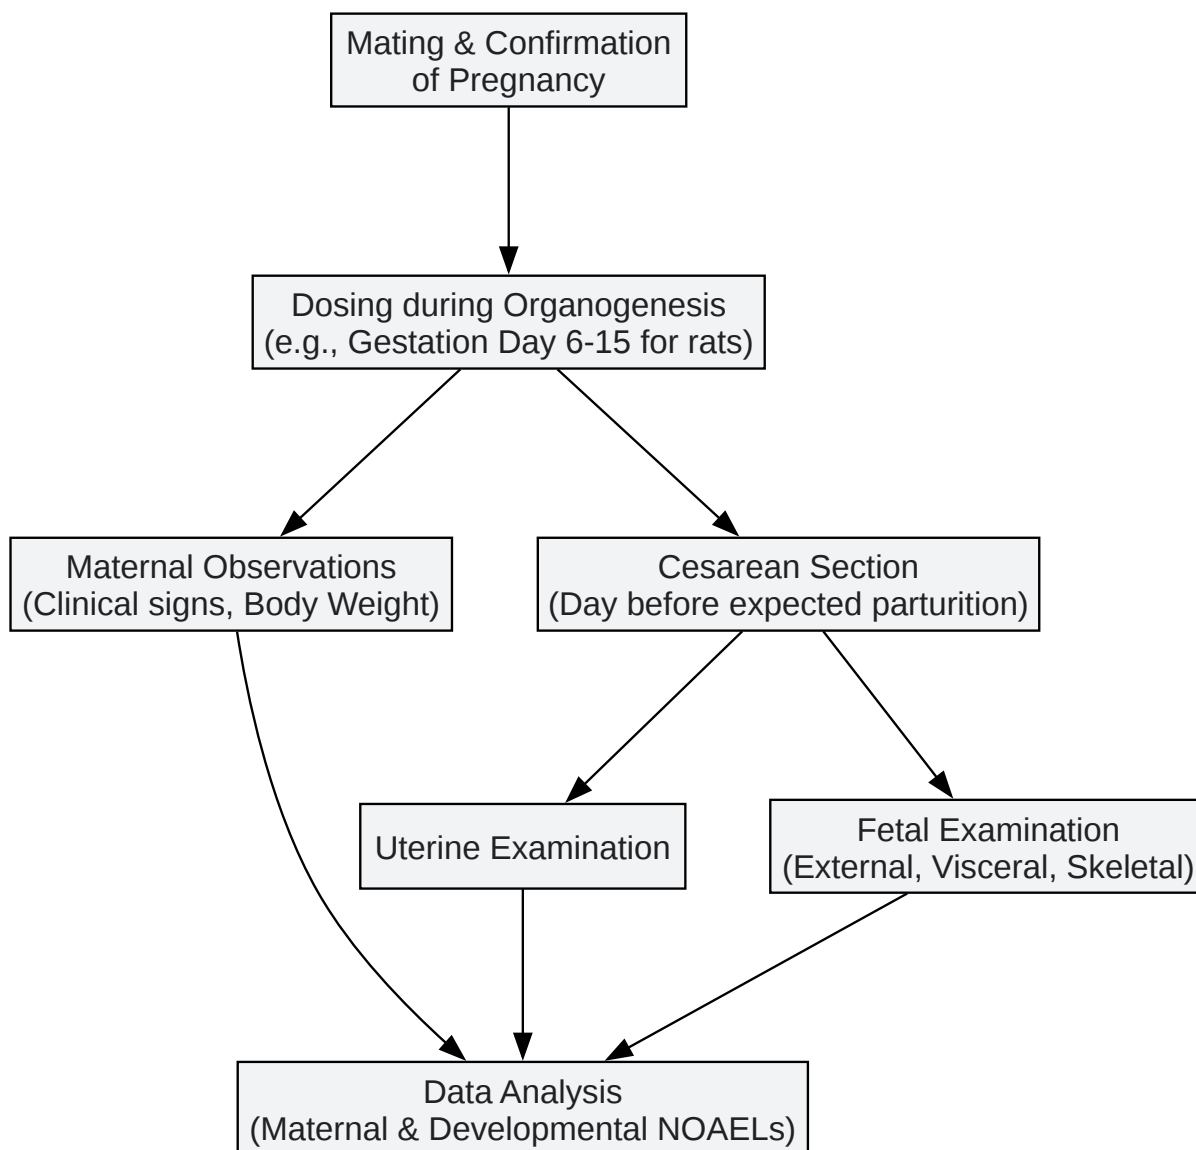 Mating & Confirmation
of Pregnancy
Dosing during Organogenesis
(e.g., Gestation Day 6-15 for rats)
Maternal Observations
(Clinical signs, Body Weight)
Cesarean Section
(Day before expected parturition)
Uterine Examination
Fetal Examination
(External, Visceral, Skeletal)
Data Analysis
(Maternal & Developmental NOAELs)